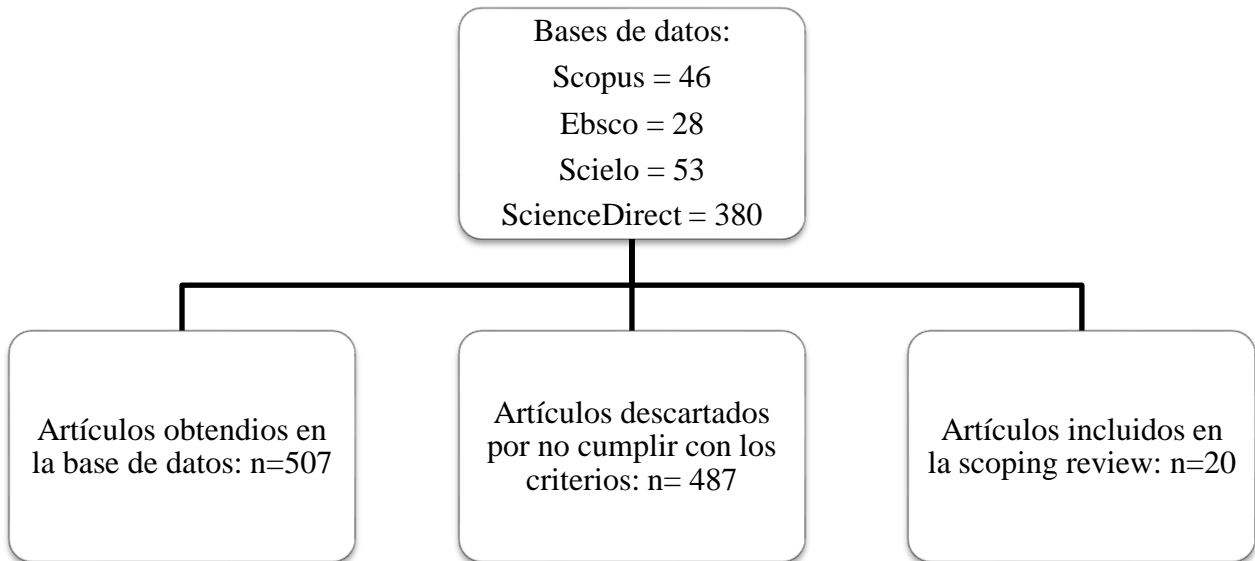 Bases de datos:
Scopus = 46
Ebsco = 28
Scielo = 53
ScienceDirect = 380
Artículos obtendios en
la base de datos: n=507
Artículos descartados
por no cumplir con los
criterios: n= 487
Artículos incluidos en
la scoping review: n=20